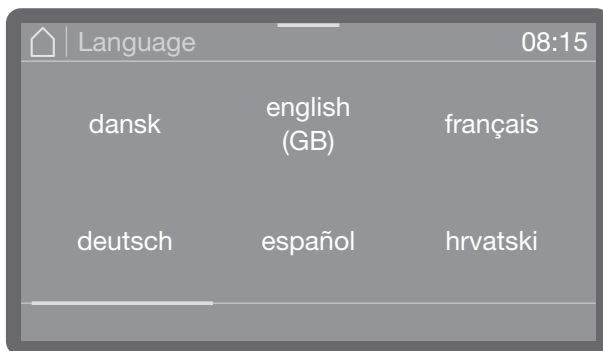 Language
08:15
dansk
english
(GB)
français
deutsch
español
hrvatski